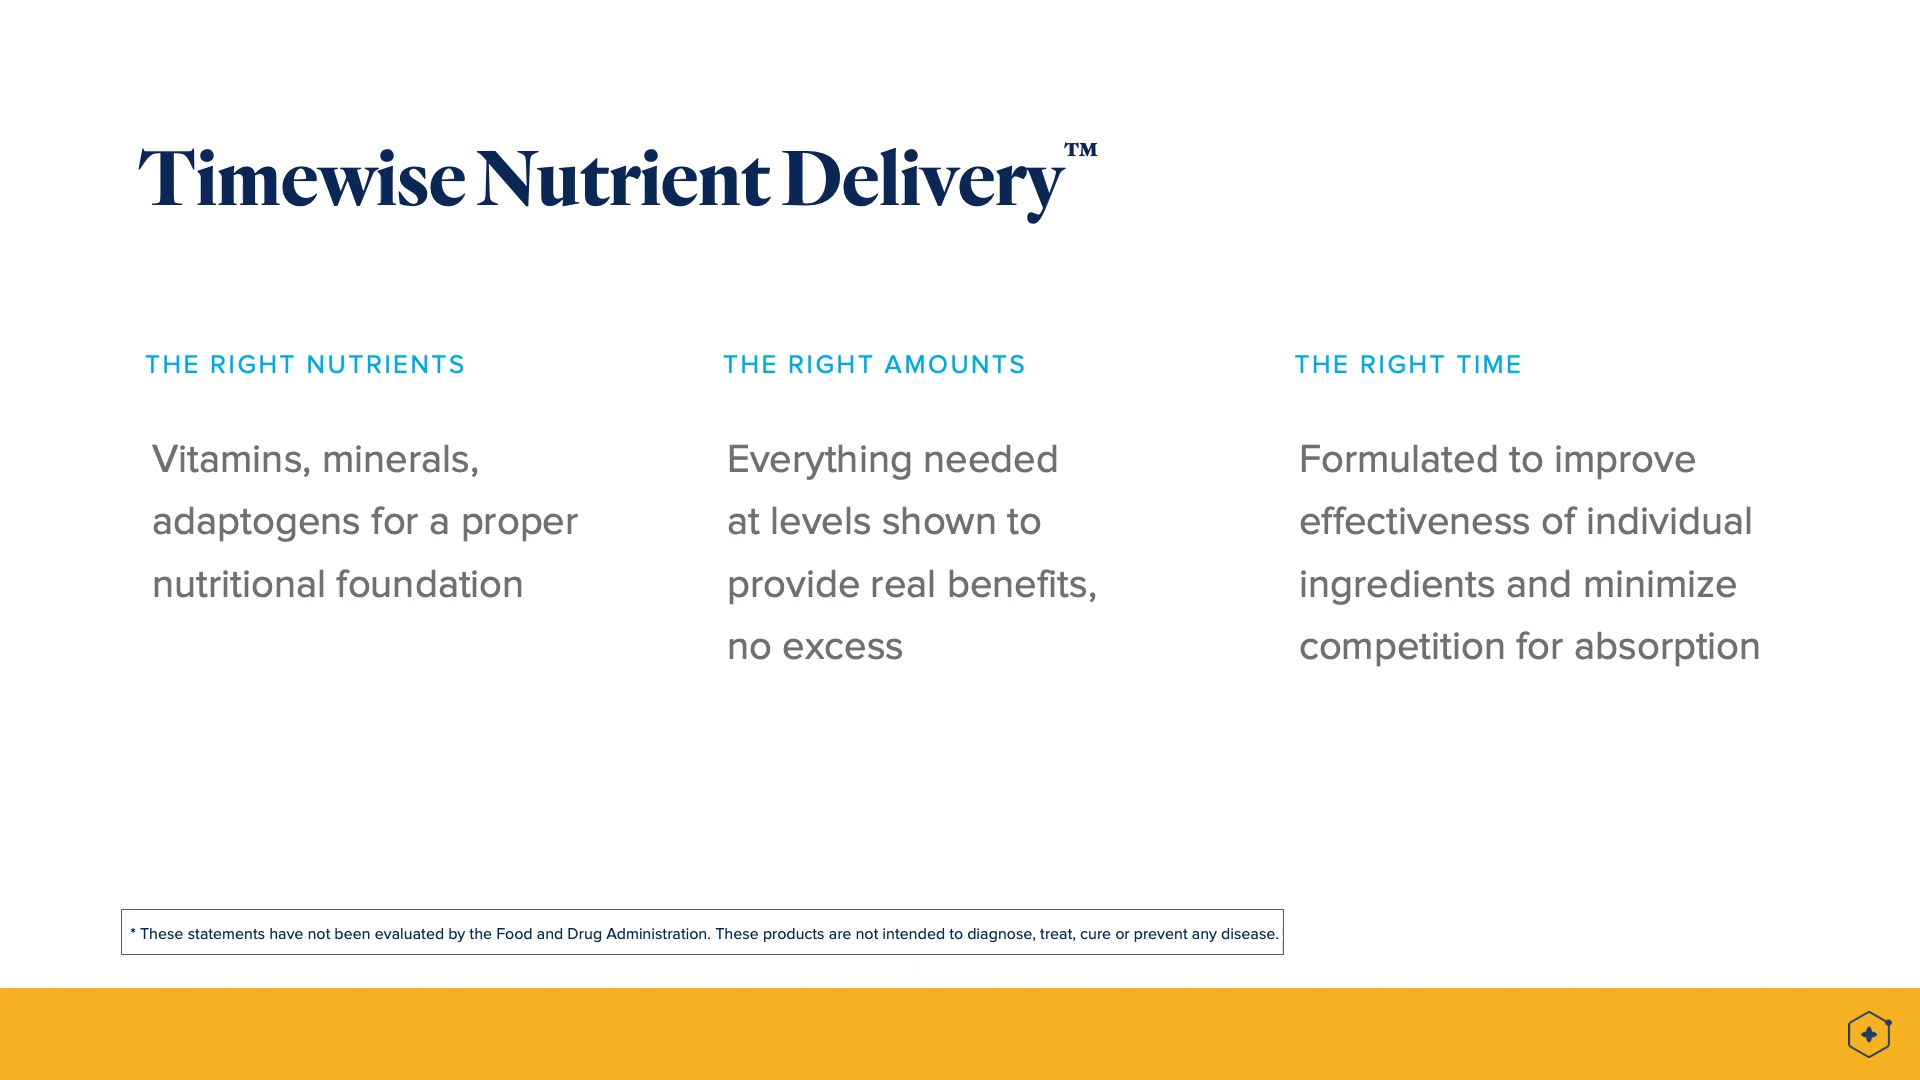 Timewise Nutrient Delivery™
THE RIGHT NUTRIENTS
Vitamins, minerals,
adaptogens for a proper
nutritional foundation
THE RIGHT AMOUNTS
Everything needed
at levels shown to
provide real benefits,
no excess
THE RIGHT TIME
Formulated to improve
effectiveness of individual
ingredients and minimize
competition for absorption
* These statements have not been evaluated by the Food and Drug Administration. These products are not intended to diagnose, treat, cure or prevent any disease.